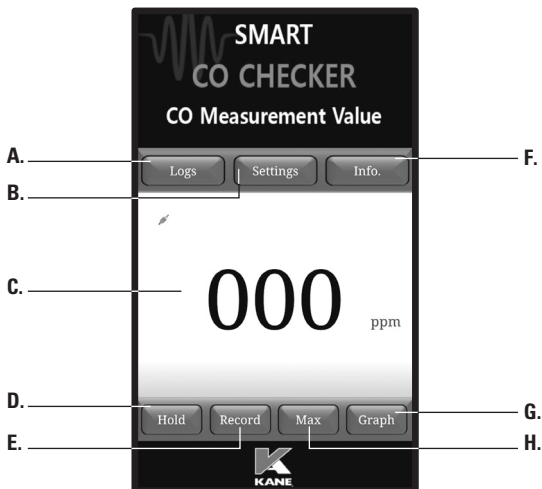 SMART
CO CHECKER
CO Measurement Value
A.
F.
Logs Settings Info.
B.
C.
000 ppm
D.
Hold Record Max Graph
G.
E.
H.
KANE